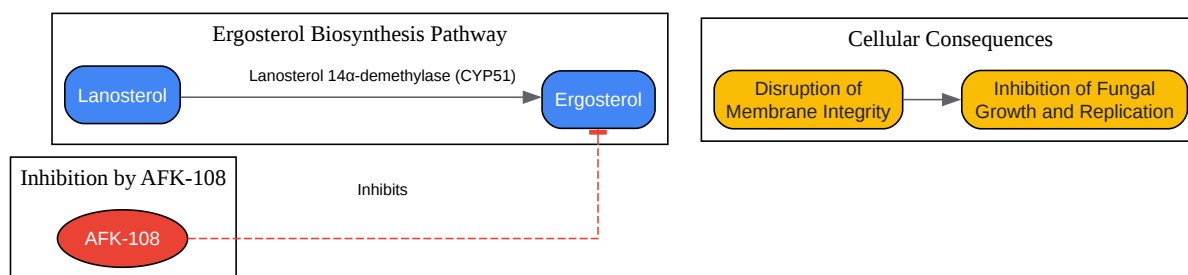 Ergosterol Biosynthesis Pathway
Lanosterol
Lanosterol 14α-demethylase (CYP51)
Ergosterol
Cellular Consequences
Disruption of
Membrane Integrity
Inhibition of Fungal
Growth and Replication
Inhibition by AFK-108
AFK-108
Inhibits